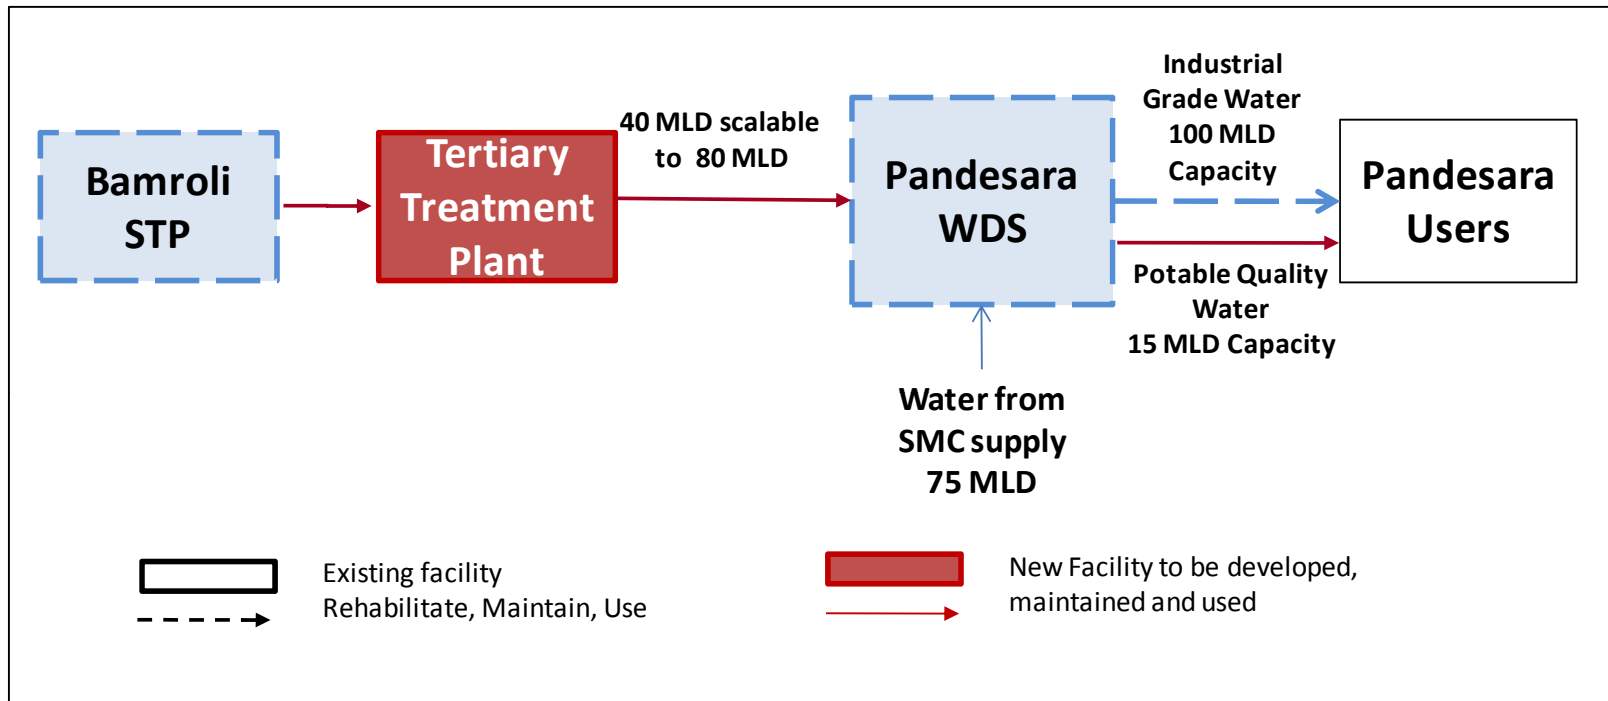 Bamroli
STP
Tertiary
Treatment
Plant
40 MLD scalable
to 80 MLD
Pandesara
WDS
Industrial
Grade Water
100 MLD
Capacity
Potable Quality
Water
15 MLD Capacity
Pandesara
Users
Water from
SMC supply
75 MLD
Existing facility
Rehabilitate, Maintain, Use
New Facility to be developed,
maintained and used